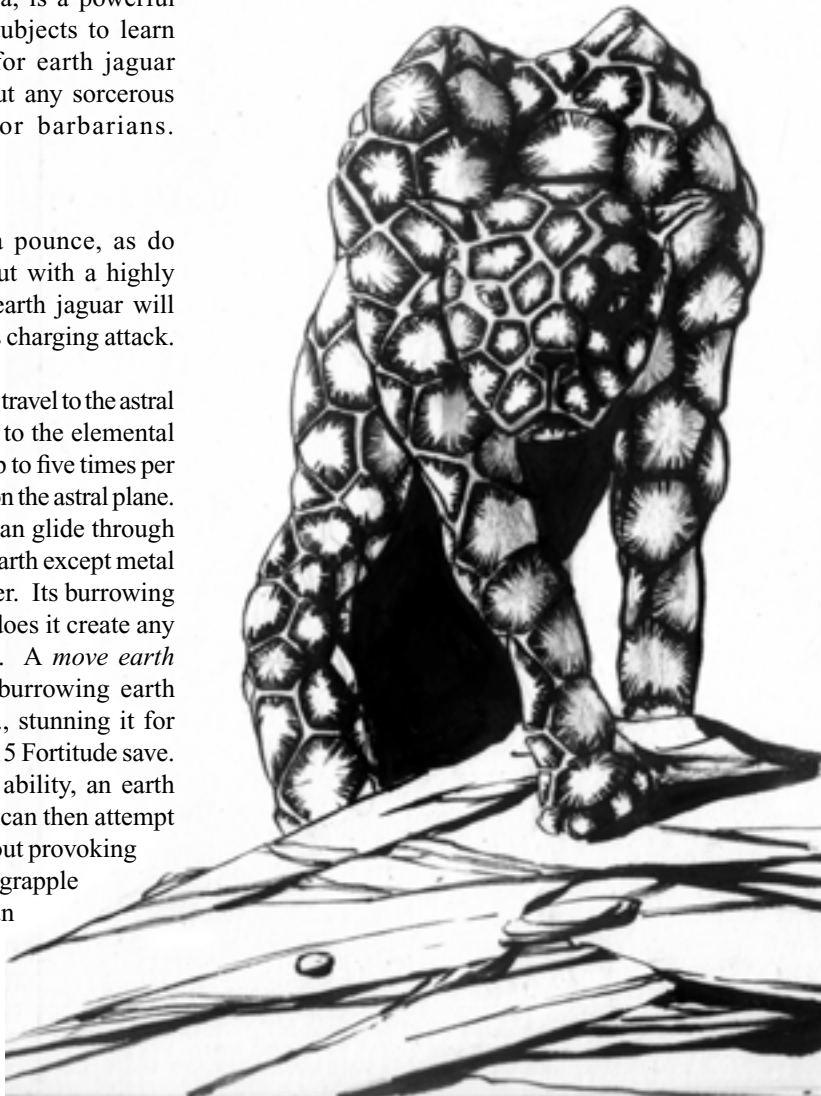 is a powerful
ubjects to learn
for earth jaguar
ut any sorcerous
or barbarians.
a pounce, as do
ut with a highly
earth jaguar will
charging attack.
travel to the astral
to the elemental
p to five times per
on the astral plane.
an glide through
arth except metal
er. Its burrowing
does it create any
. A move earth
burrowing earth
., stunning it for
5 Fortitude save.
ability, an earth
can then attempt
out provoking
grapple
an